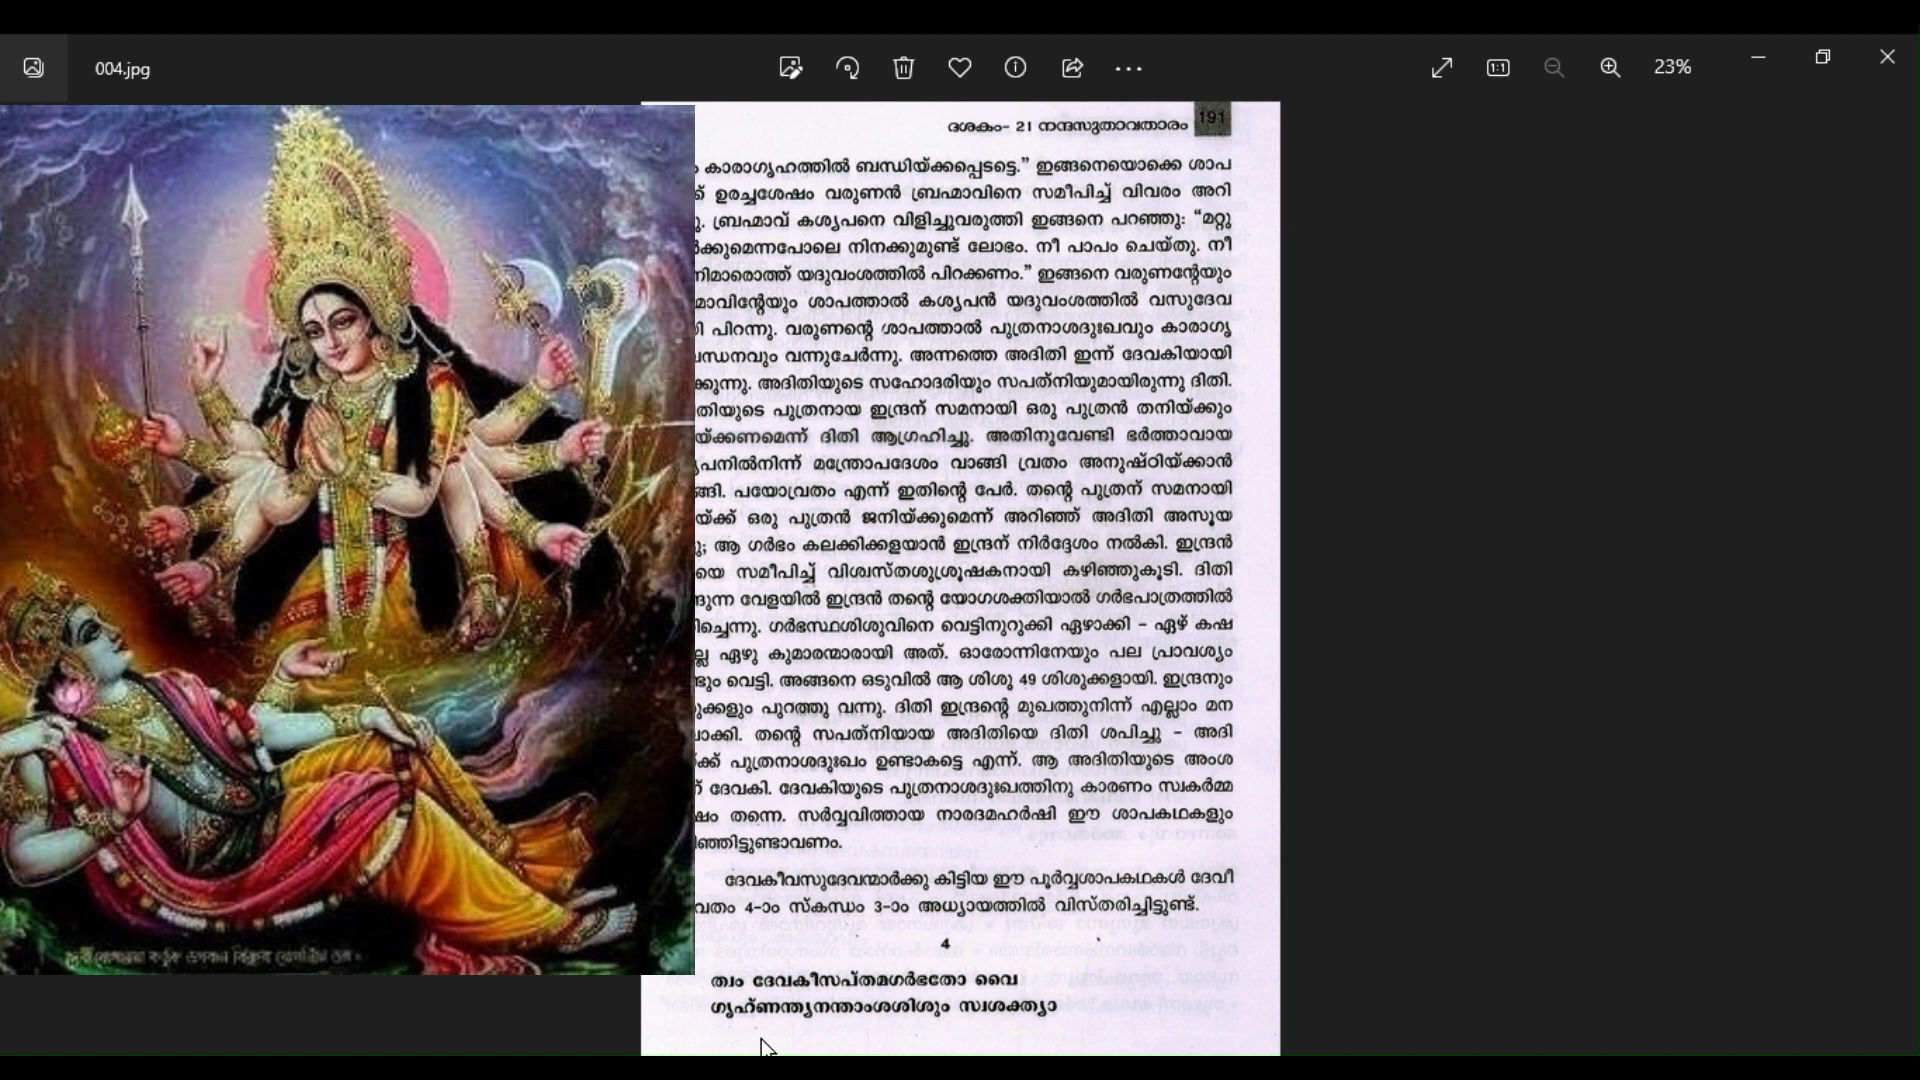 004.jpg
23%
ദശകം- 21 നന്ദസുതാവതാരം 191
കാരാഗൃഹത്തിൽ ബന്ധിയ്ക്കപ്പെടട്ടെ.” ഇങ്ങനെയൊക്കെ ശാപ
ഉരച്ചശേഷം വരുണൻ ബ്രഹ്മാവിനെ സമീപിച്ച് വിവരം അറി
ബ്രഹ്മാവ് കശ്യപനെ വിളിച്ചുവരുത്തി ഇങ്ങനെ പറഞ്ഞു: “മറ്റു
ർക്കുമെന്നപോലെ നിനക്കുമുണ്ട് ലോഭം. നീ പാപം ചെയ്തു. നീ
നിമാരൊത്ത് യദുവംശത്തിൽ പിറക്കണം.” ഇങ്ങനെ വരുണന്റേയും
മാവിന്റേയും ശാപത്താൽ കശ്യപൻ യദുവംശത്തിൽ വസുദേവ
പിറന്നു. വരുണന്റെ ശാപത്താൽ പുത്രനാശദുഃഖവും കാരാഗൃ
ബന്ധനവും വന്നുചേർന്നു. അന്നത്തെ അദിതി ഇന്ന് ദേവകിയായി
ക്കുന്നു. അദിതിയുടെ സഹോദരിയും സപത്നിയുമായിരുന്നു ദിതി.
തിയുടെ പുത്രനായ ഇന്ദ്രന് സമനായി ഒരു പുത്രൻ തനിയ്ക്കും
യ്ക്കണമെന്ന് ദിതി ആഗ്രഹിച്ചു. അതിനുവേണ്ടി ഭർത്താവായ
പനിൽനിന്ന് മന്ത്രോപദേശം വാങ്ങി വ്രതം അനുഷ്ഠിയ്ക്കാൻ
ങ്ങി. പയോവ്രതം എന്ന് ഇതിന്റെ പേർ. തന്റെ പുത്രന് സമനായി
യ്ക്ക് ഒരു പുത്രൻ ജനിയ്ക്കുമെന്ന് അറിഞ്ഞ് അദിതി അസൂയ
ആ ഗർഭം കലക്കിക്കളയാൻ ഇന്ദ്രന് നിർദ്ദേശം നൽകി. ഇന്ദ്രൻ
യെ സമീപിച്ച് വിശ്വസ്തശുശ്രൂഷകനായി കഴിഞ്ഞുകൂടി. ദിതി
ങുന്ന വേളയിൽ ഇന്ദ്രൻ തന്റെ യോഗശക്തിയാൽ ഗർഭപാത്രത്തിൽ
ിച്ചെന്നു. ഗർഭസ്ഥശിശുവിനെ വെട്ടിനുറുക്കി ഏഴാക്കി – ഏഴ് കഷ
ല്ല ഏഴു കുമാരന്മാരായി അത്. ഓരോന്നിനേയും പല പ്രാവശ്യം
ടും വെട്ടി. അങ്ങനെ ഒടുവിൽ ആ ശിശു 49 ശിശുക്കളായി. ഇന്ദ്രനും
ുക്കളും പുറത്തു വന്നു. ദിതി ഇന്ദ്രന്റെ മുഖത്തുനിന്ന് എല്ലാം മന
ാക്കി. തന്റെ സപത്നിയായ അദിതിയെ ദിതി ശപിച്ചു – അദി
ക്ക് പുത്രനാശദുഃഖം ഉണ്ടാകട്ടെ എന്ന്. ആ അദിതിയുടെ അംശ
ദേവകി. ദേവകിയുടെ പുത്രനാശദുഃഖത്തിനു കാരണം സ്വകർമ്മ
ഷം തന്നെ. സർവ്വവിത്തായ നാരദമഹർഷി ഈ ശാപകഥകളും
ിഞ്ഞിട്ടുണ്ടാവണം.
ദേവകീവസുദേവന്മാർക്കു കിട്ടിയ ഈ പൂർവ്വശാപകഥകൾ ദേവീ
വതം 4-ാം സ്കന്ധം 3-ാം അധ്യായത്തിൽ വിസ്തരിച്ചിട്ടുണ്ട്.
4
ത്വം ദേവകീസപ്തമഗർഭതോ വൈ
ഗൃഹ്ണന്ത്യനന്താംശശിശും സ്വശക്ത്യാ